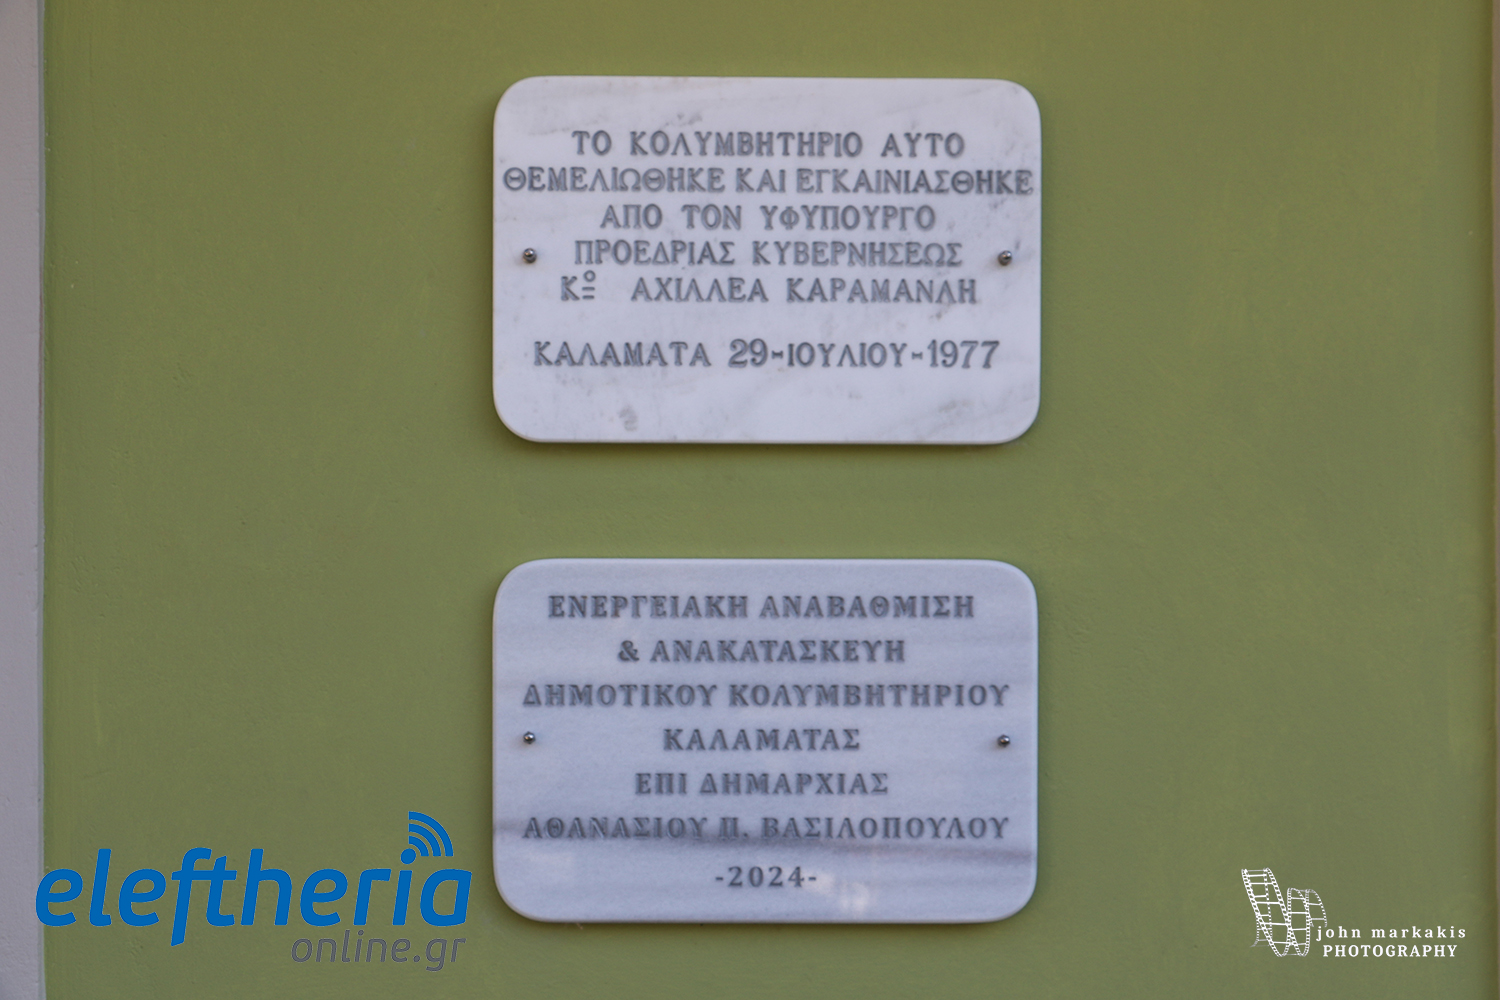 ΤΟ ΚΟΛΥΜΒΗΤΗΡΙΟ ΑΥΤΟ
ΘΕΜΕΛΙΩΘΗΚΕ ΚΑΙ ΕΓΚΑΙΝΙΑΣΘΗΚΕ
ΑΠΟ ΤΟΝ ΥΦΥΠΟΥΡΓΟ
ΠΡΟΕΔΡΙΑΣ ΚΥΒΕΡΝΗΣΕΩΣ
Κο ΑΧΙΛΛΕΑ ΚΑΡΑΜΑΝΛΗ
ΚΑΛΑΜΑΤΑ 29-ΙΟΥΛΙΟΥ-1977
ΕΝΕΡΓΕΙΑΚΗ ΑΝΑΒΑΘΜΙΣΗ
& ΑΝΑΚΑΤΑΣΚΕΥΗ
ΔΗΜΟΤΙΚΟΥ ΚΟΛΥΜΒΗΤΗΡΙΟΥ
ΚΑΛΑΜΑΤΑΣ
ΕΠΙ ΔΗΜΑΡΧΙΑΣ
ΑΘΑΝΑΣΙΟΥ Π. ΒΑΣΙΛΟΠΟΥΛΟΥ
-2024-
eleftheria
online.gr
john markakis
PHOTOGRAPHY